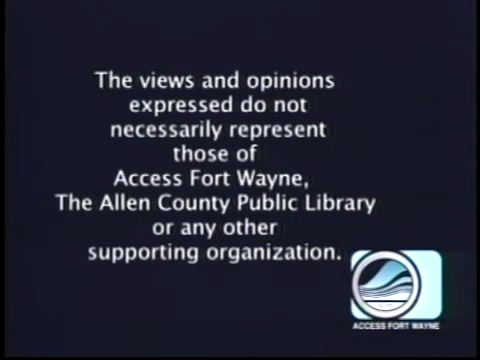 The views and opinions
expressed do not
necessarily represent
those of
Access Fort Wayne,
The Allen County Public Library
or any other
supporting organization.
ACCESS FORT WAYNE